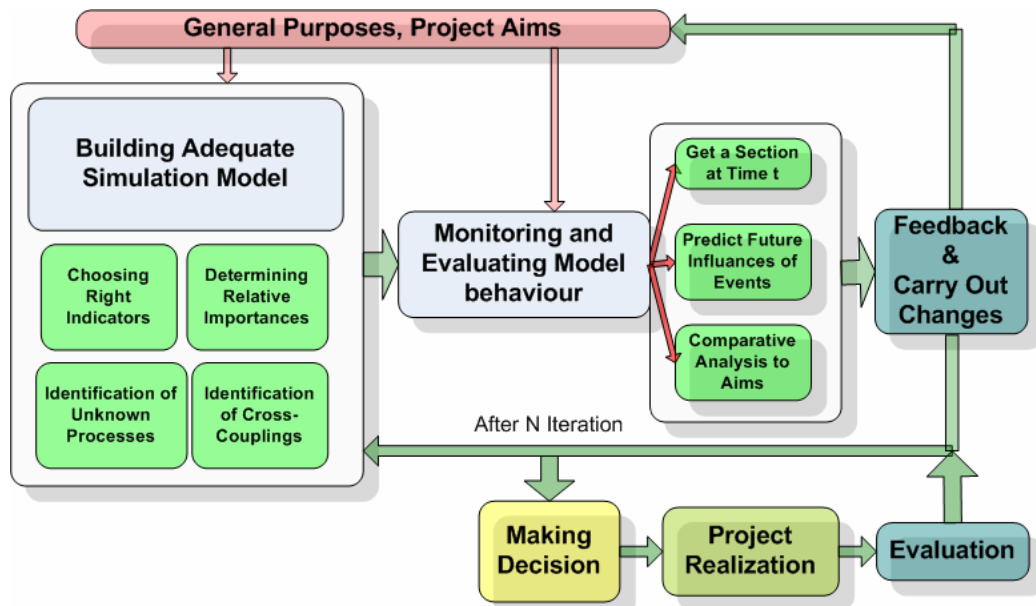 General Purposes, Project Aims
Building Adequate
Simulation Model
Choosing
Right
Indicators
Determining
Relative
Importances
Identification of
Unknown
Processes
Identification
of Cross-
Couplings
Monitoring and
Evaluating Model
behaviour
Get a Section
at Time t
Predict Future
Influences of
Events
Comparative
Analysis to
Aims
Feedback
&
Carry Out
Changes
After N Iteration
Making
Decision
Project
Realization
Evaluation